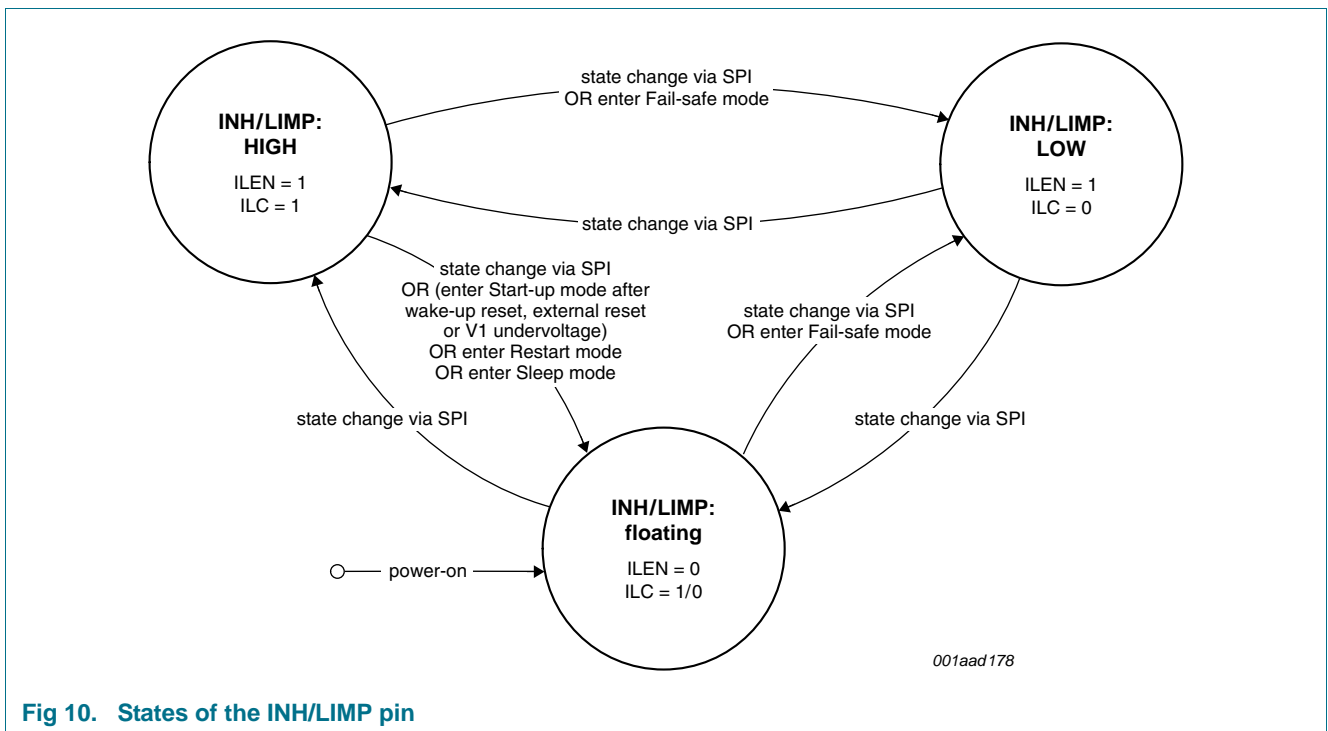 state change via SPI
OR enter Fail-safe mode
INH/LIMP:
HIGH
ILEN = 1
ILC = 1
INH/LIMP:
LOW
ILEN = 1
ILC = 0
state change via SPI
state change via SPI
OR (enter Start-up mode after
wake-up reset, external reset
or V1 undervoltage)
OR enter Restart mode
OR enter Sleep mode
state change via SPI
OR enter Fail-safe mode
state change via SPI
state change via SPI
INH/LIMP:
floating
ILEN = 0
ILC = 1/0
power-on
001aad178
Fig 10. States of the INH/LIMP pin